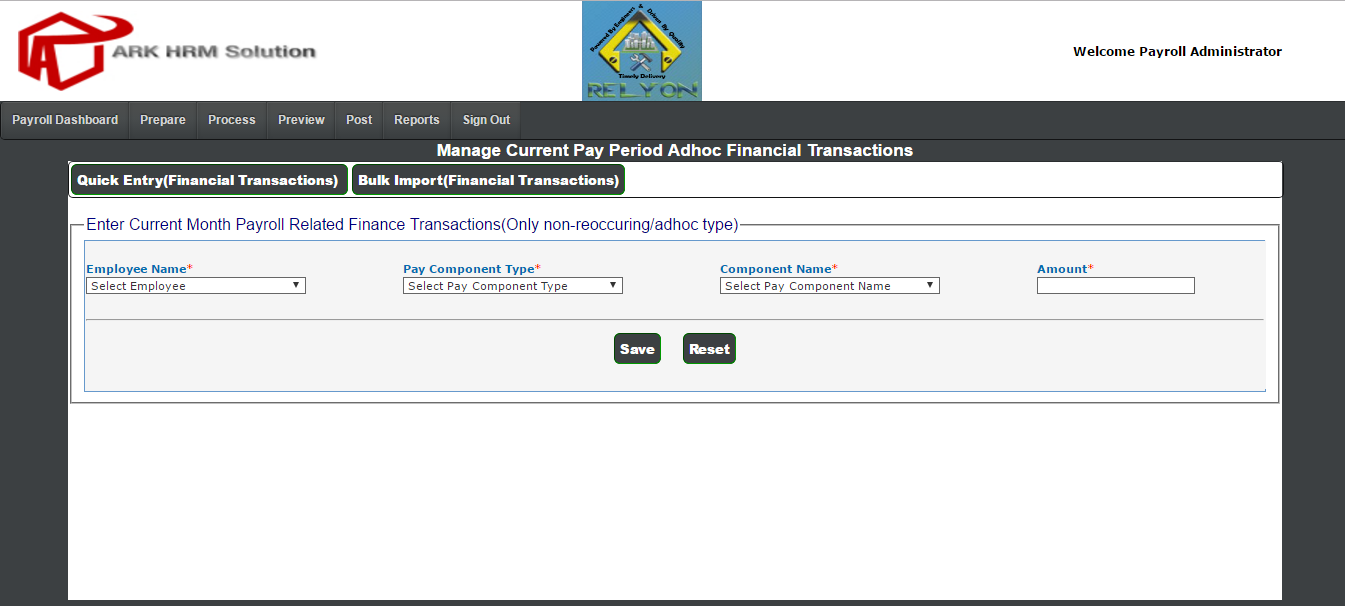 ARK HRM Solution
Powered By Engineers & Driven By Quality
Timely Delivery
RELYON
Welcome Payroll Administrator
Payroll Dashboard Prepare Process Preview Post Reports Sign Out
Manage Current Pay Period Adhoc Financial Transactions
Quick Entry(Financial Transactions) Bulk Import(Financial Transactions)
Enter Current Month Payroll Related Finance Transactions(Only non-reoccuring/adhoc type)
Employee Name* Pay Component Type* Component Name* Amount*
Select Employee Select Pay Component Type Select Pay Component Name
Save Reset